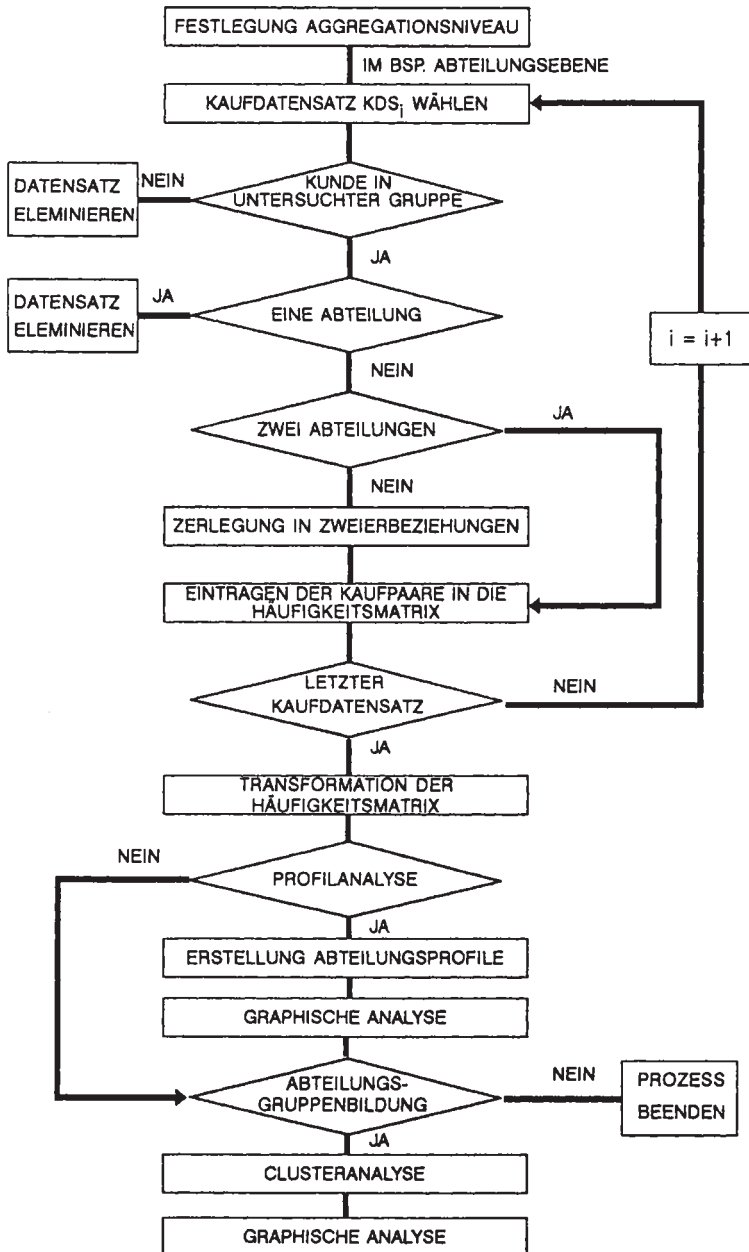 FESTLEGUNG AGGREGATIONSNIVEAU
IM BSP. ABTEILUNGSEBENE
KAUFDATENSATZ KDSi WÄHLEN
DATENSATZ
ELEMINIEREN
NEIN
KUNDE IN
UNTERSUCHTER GRUPPE
JA
DATENSATZ
ELEMINIEREN
JA
EINE ABTEILUNG
i = i+1
NEIN
ZWEI ABTEILUNGEN
JA
NEIN
ZERLEGUNG IN ZWEIERBEZIEHUNGEN
EINTRAGEN DER KAUFPAARE IN DIE
HÄUFIGKEITSMATRIX
LETZTER
KAUFDATENSATZ
NEIN
JA
TRANSFORMATION DER
HÄUFIGKEITSMATRIX
NEIN
PROFILANALYSE
JA
ERSTELLUNG ABTEILUNGSPROFILE
GRAPHISCHE ANALYSE
ABTEILUNGS-
GRUPPENBILDUNG
NEIN
PROZESS
BEENDEN
JA
CLUSTERANALYSE
GRAPHISCHE ANALYSE